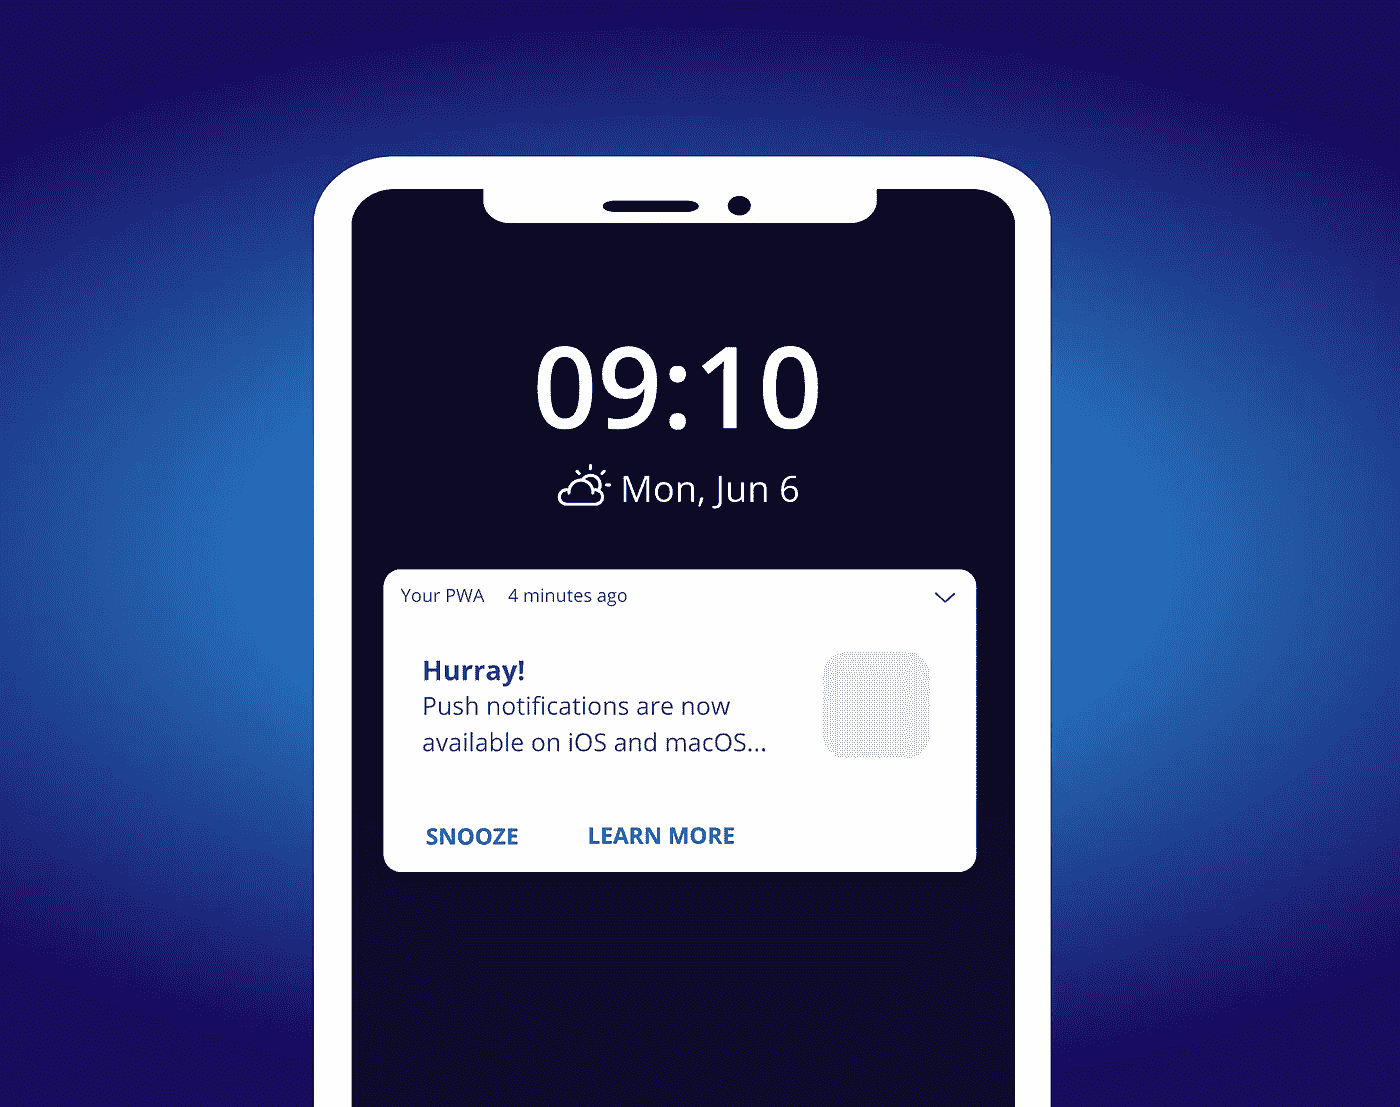 09:10
Mon, Jun 6
Your PWA 4 minutes ago
Hurray!
Push notifications are now
available on iOS and macOS...
SNOOZE LEARN MORE